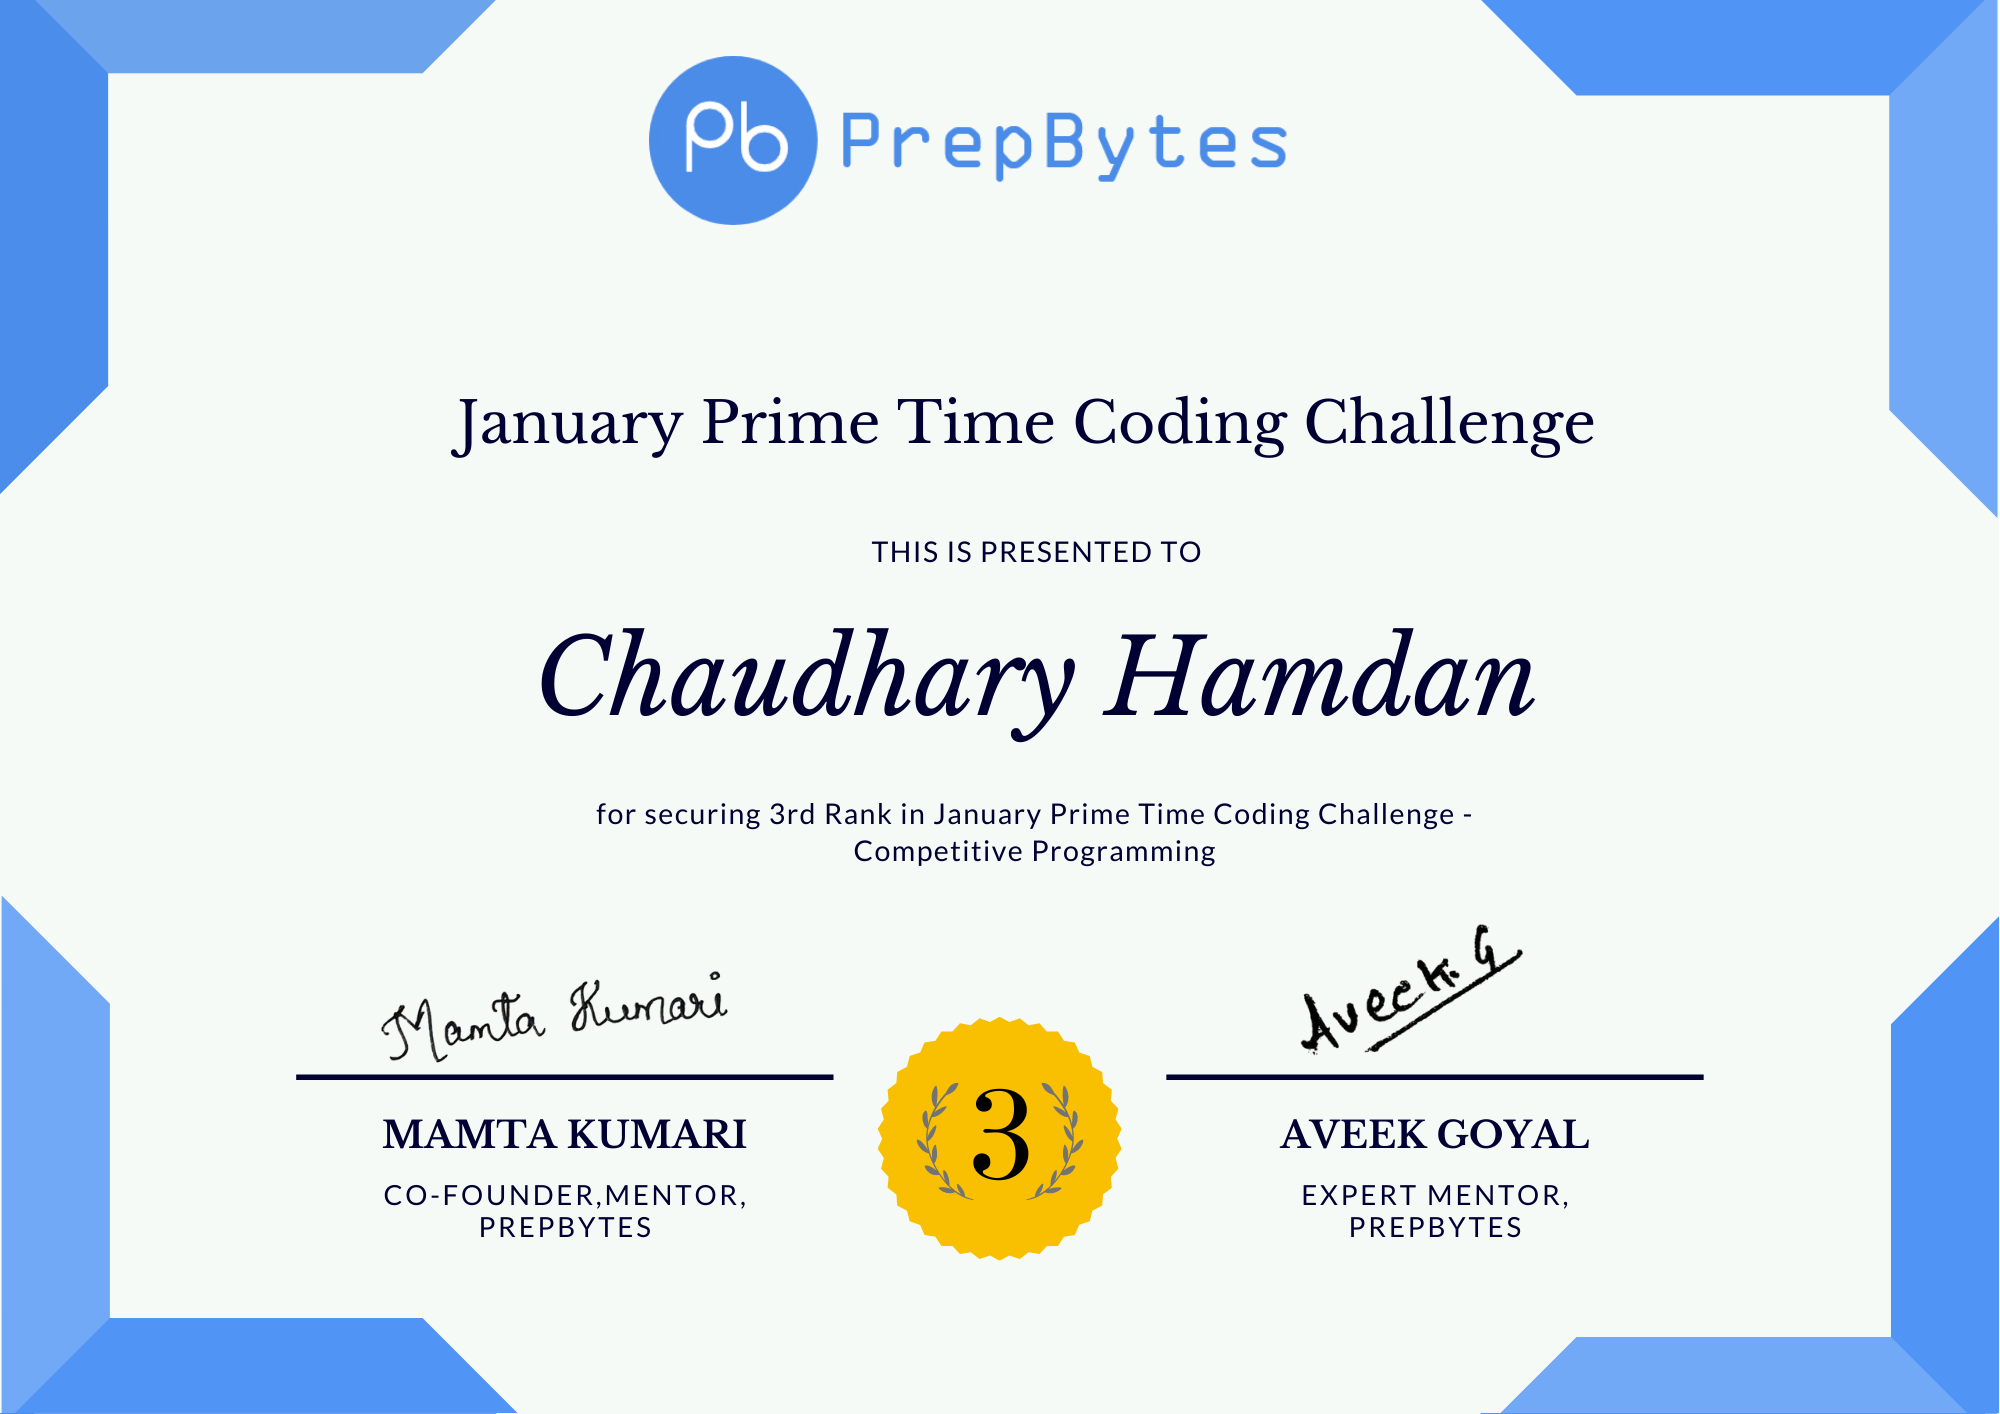 Pb PrepBytes
January Prime Time Coding Challenge
THIS IS PRESENTED TO
Chaudhary Hamdan
for securing 3rd Rank in January Prime Time Coding Challenge -
Competitive Programming
Mamta Kumari
Aveek G
3
MAMTA KUMARI
AVEEK GOYAL
CO-FOUNDER,MENTOR,
PREPBYTES
EXPERT MENTOR,
PREPBYTES